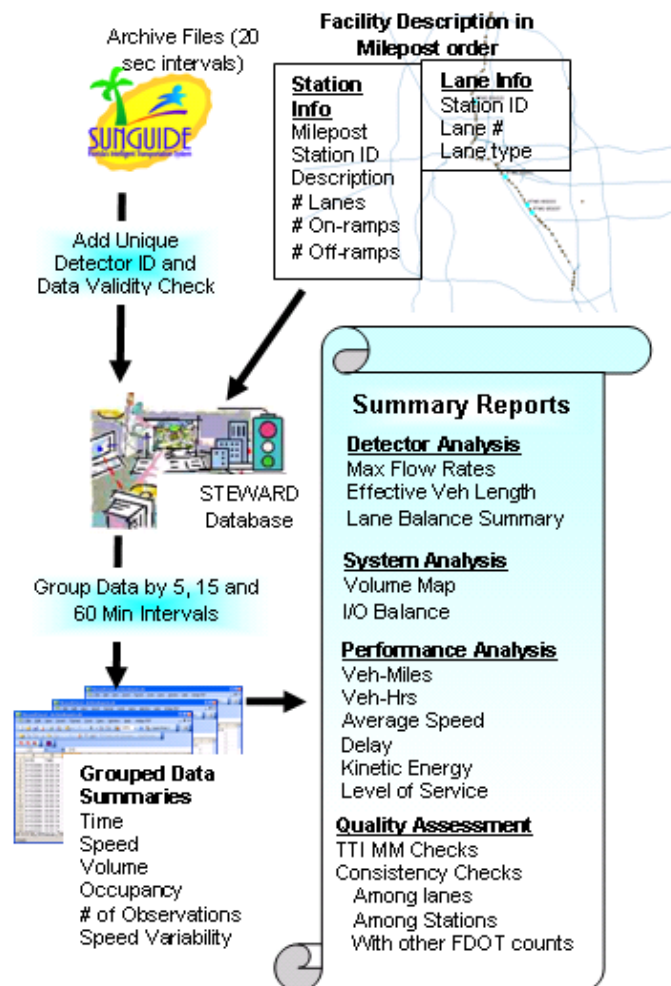 Archive Files (20
sec intervals)
SUNGUIDE
Facility Description in
Milepost order
Station
Info
Milepost
Station ID
Description
# Lanes
# On-ramps
# Off-ramps
Lane Info
Station ID
Lane #
Lane type
Add Unique
Detector ID and
Data Validity Check
STEWARD
Database
Group Data by 5, 15 and
60 Min Intervals
Grouped Data
Summaries
Time
Speed
Volume
Occupancy
# of Observations
Speed Variability
Summary Reports
Detector Analysis
Max Flow Rates
Effective Veh Length
Lane Balance Summary
System Analysis
Volume Map
I/O Balance
Performance Analysis
Veh-Miles
Veh-Hrs
Average Speed
Delay
Kinetic Energy
Level of Service
Quality Assessment
TTI MM Checks
Consistency Checks
Among lanes
Among Stations
With other FDOT counts